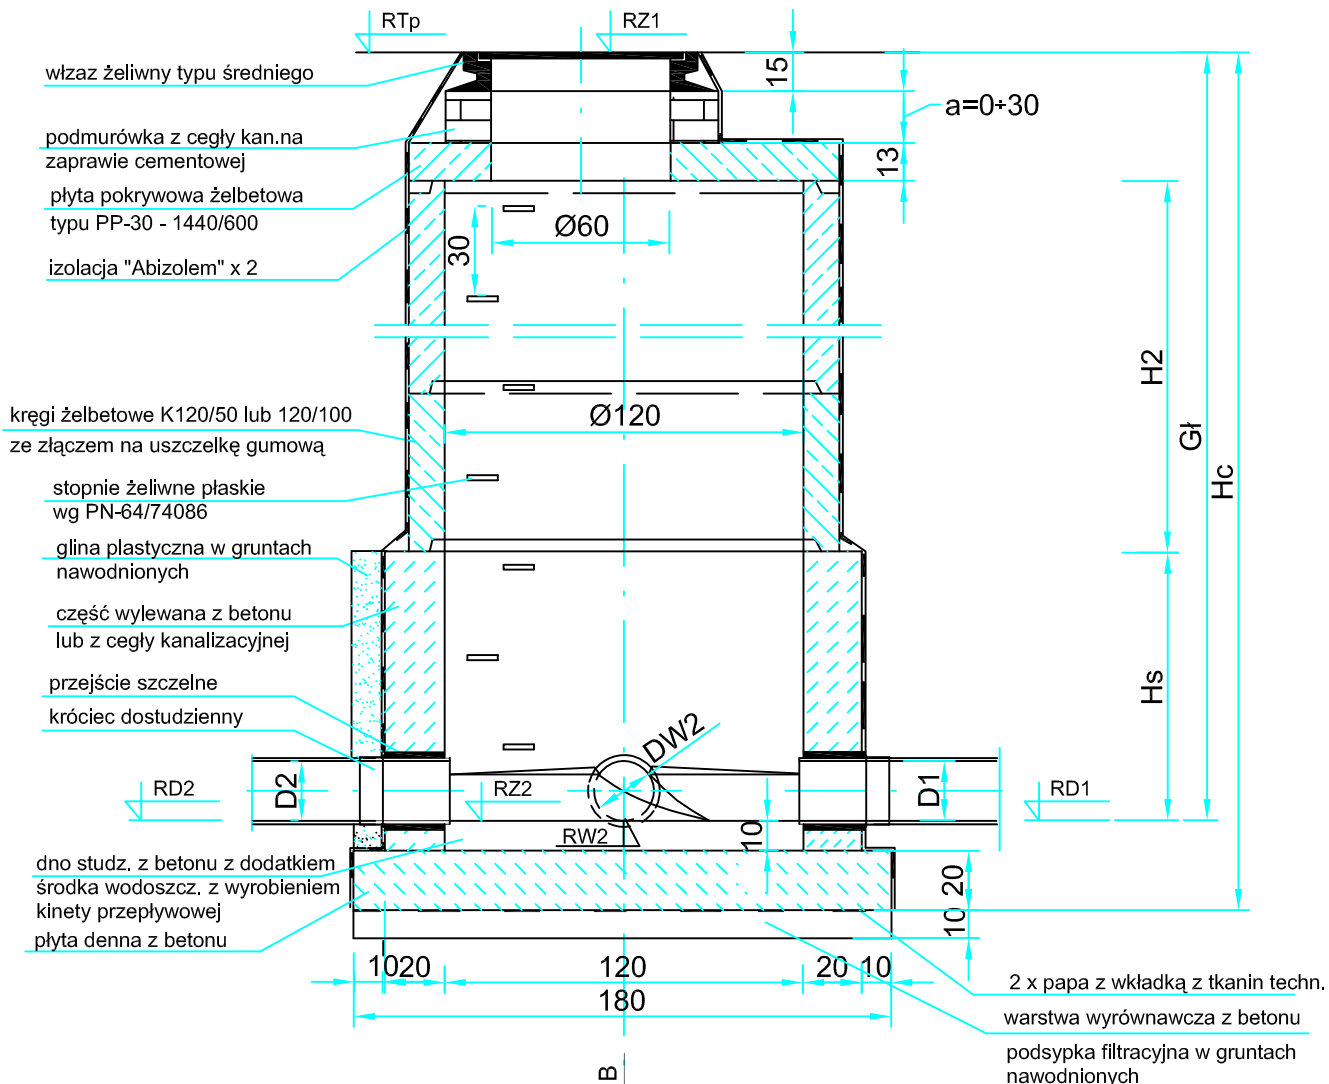 RTp
RZ1
właz żeliwny typu średniego
15
a=0÷30
podmurówka z cegły kan.na
zaprawie cementowej
13
płyta pokrywowa żelbetowa
typu PP-30 - 1440/600
Ø60
30
izolacja "Abizolem" x 2
H2
Gł
Hc
kręgi żelbetowe K120/50 lub 120/100
ze złączem na uszczelkę gumową
Ø120
stopnie żeliwne płaskie
wg PN-64/74086
glina plastyczna w gruntach
nawodnionych
część wylewana z betonu
lub z cegły kanalizacyjnej
Hs
przejście szczelne
króciec dostudzienny
DW2
RD2
D2
RZ2
D1
RD1
RW2
10
dno studz. z betonu z dodatkiem
środka wodoszcz. z wyrobieniem
kinety przepływowej
płyta denna z betonu
20
10
10 20 120 20 10
180
2 x papa z wkładką z tkanin techn.
warstwa wyrównawcza z betonu
podsypka filtracyjna w gruntach
nawodnionych
B